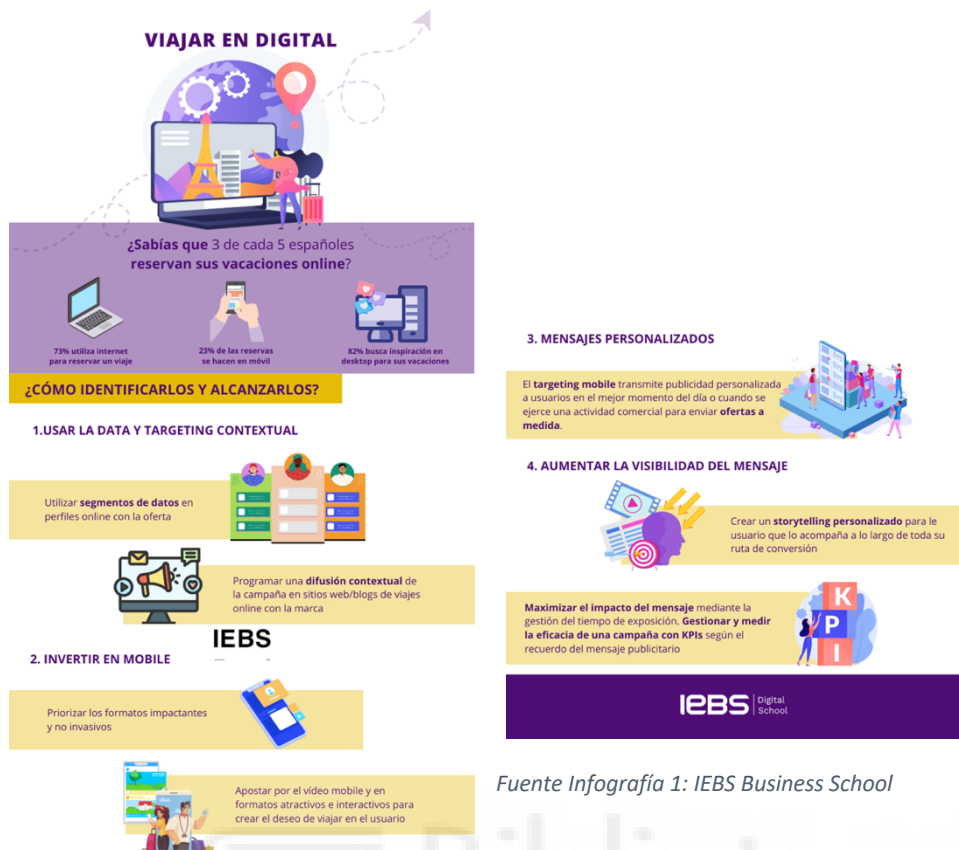 VIAJAR EN DIGITAL
¿Sabías que 3 de cada 5 españoles
reservan sus vacaciones online?
73% utiliza internet
para reservar un viaje
23% de las reservas
se hacen en móvil
82% busca inspiración en
desktop para sus vacaciones
¿CÓMO IDENTIFICARLOS Y ALCANZARLOS?
1.USAR LA DATA Y TARGETING CONTEXTUAL
Utilizar segmentos de datos en
perfiles online con la oferta
Programar una difusión contextual de
la campaña en sitios web/blogs de viajes
online con la marca
IEBS
2. INVERTIR EN MOBILE
Priorizar los formatos impactantes
y no invasivos
Apostar por el vídeo mobile y en
formatos atractivos e interactivos para
crear el deseo de viajar en el usuario
3. MENSAJES PERSONALIZADOS
El targeting mobile transmite publicidad personalizada
a usuarios en el mejor momento del día o cuando se
ejerce una actividad comercial para enviar ofertas a
medida.
4. AUMENTAR LA VISIBILIDAD DEL MENSAJE
Crear un storytelling personalizado para le
usuario que lo acompaña a lo largo de toda su
ruta de conversión
Maximizar el impacto del mensaje mediante la
gestión del tiempo de exposición. Gestionar y medir
la eficacia de una campaña con KPIs según el
recuerdo del mensaje publicitario
K
P
I
IEBS Digital
School
Fuente Infografía 1: IEBS Business School